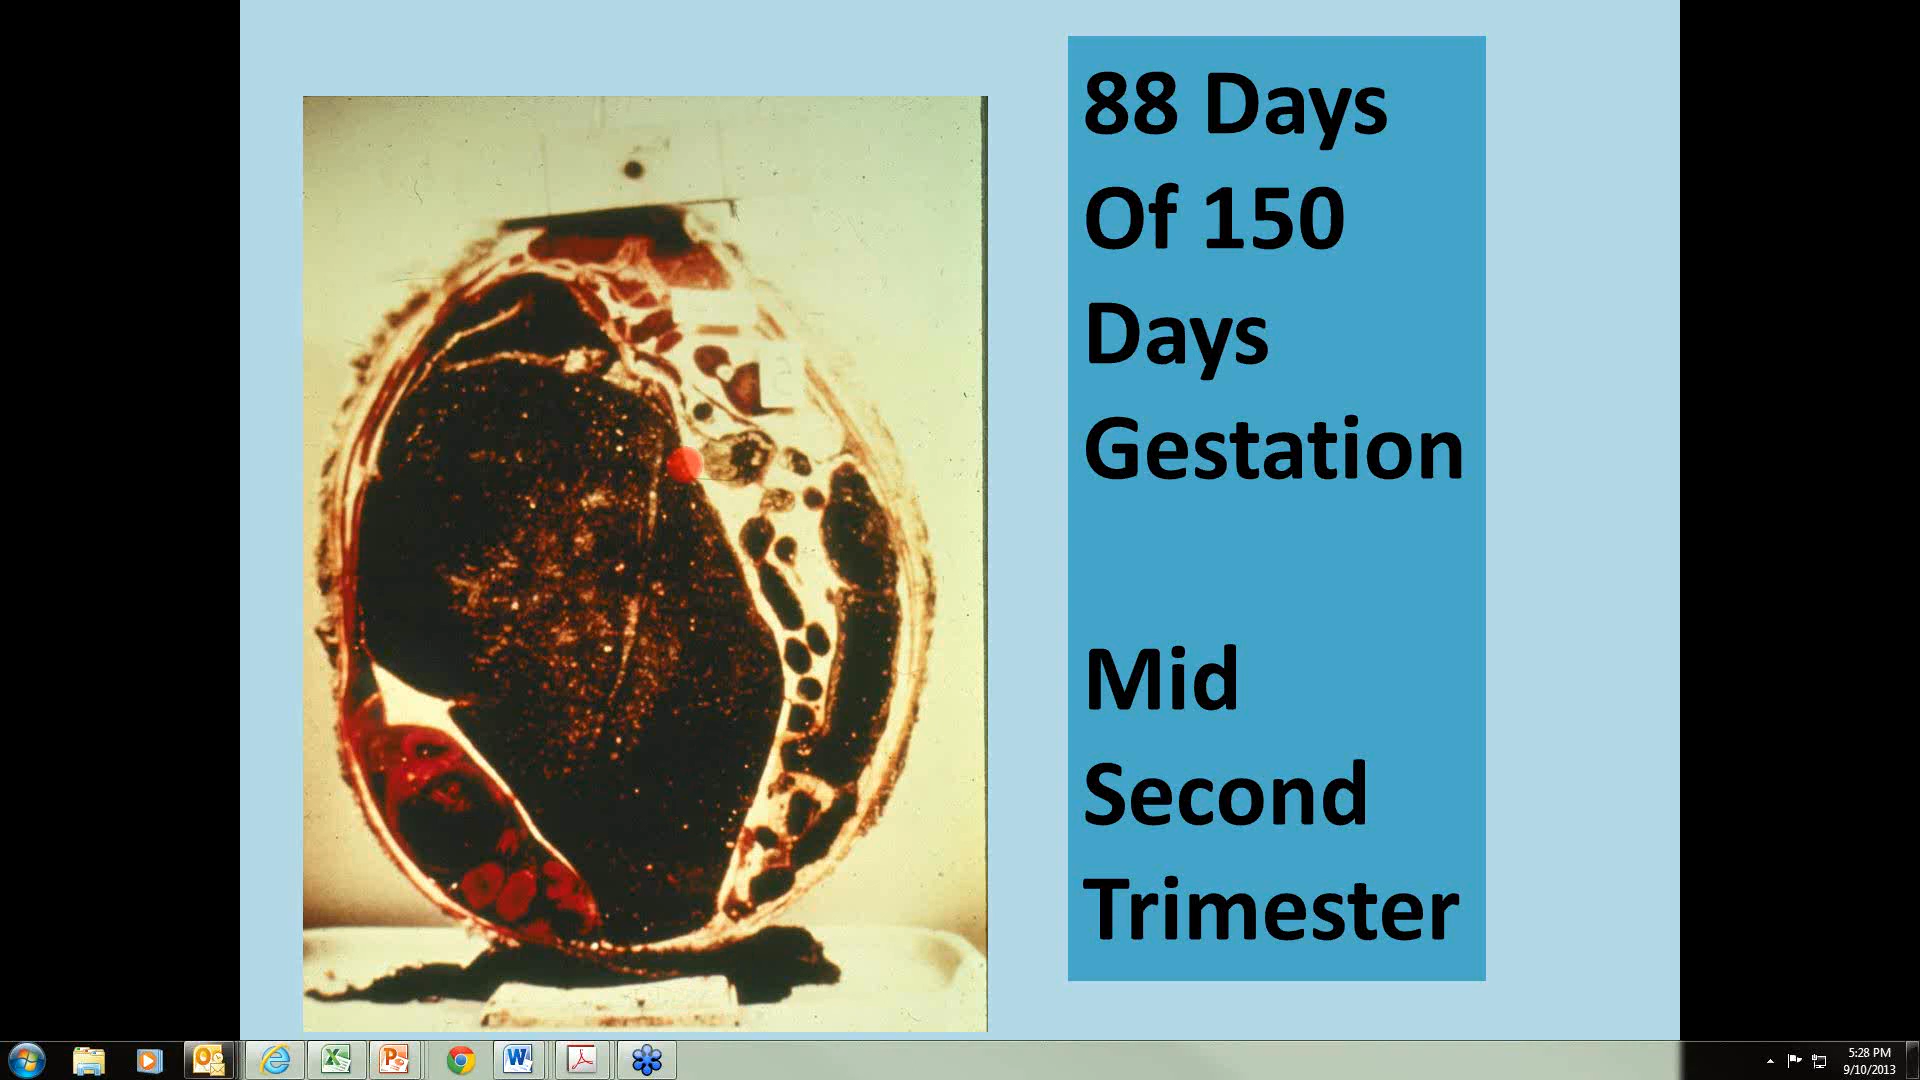 88 Days
Of 150
Days
Gestation
Mid
Second
Trimester
5:28 PM
9/10/2013